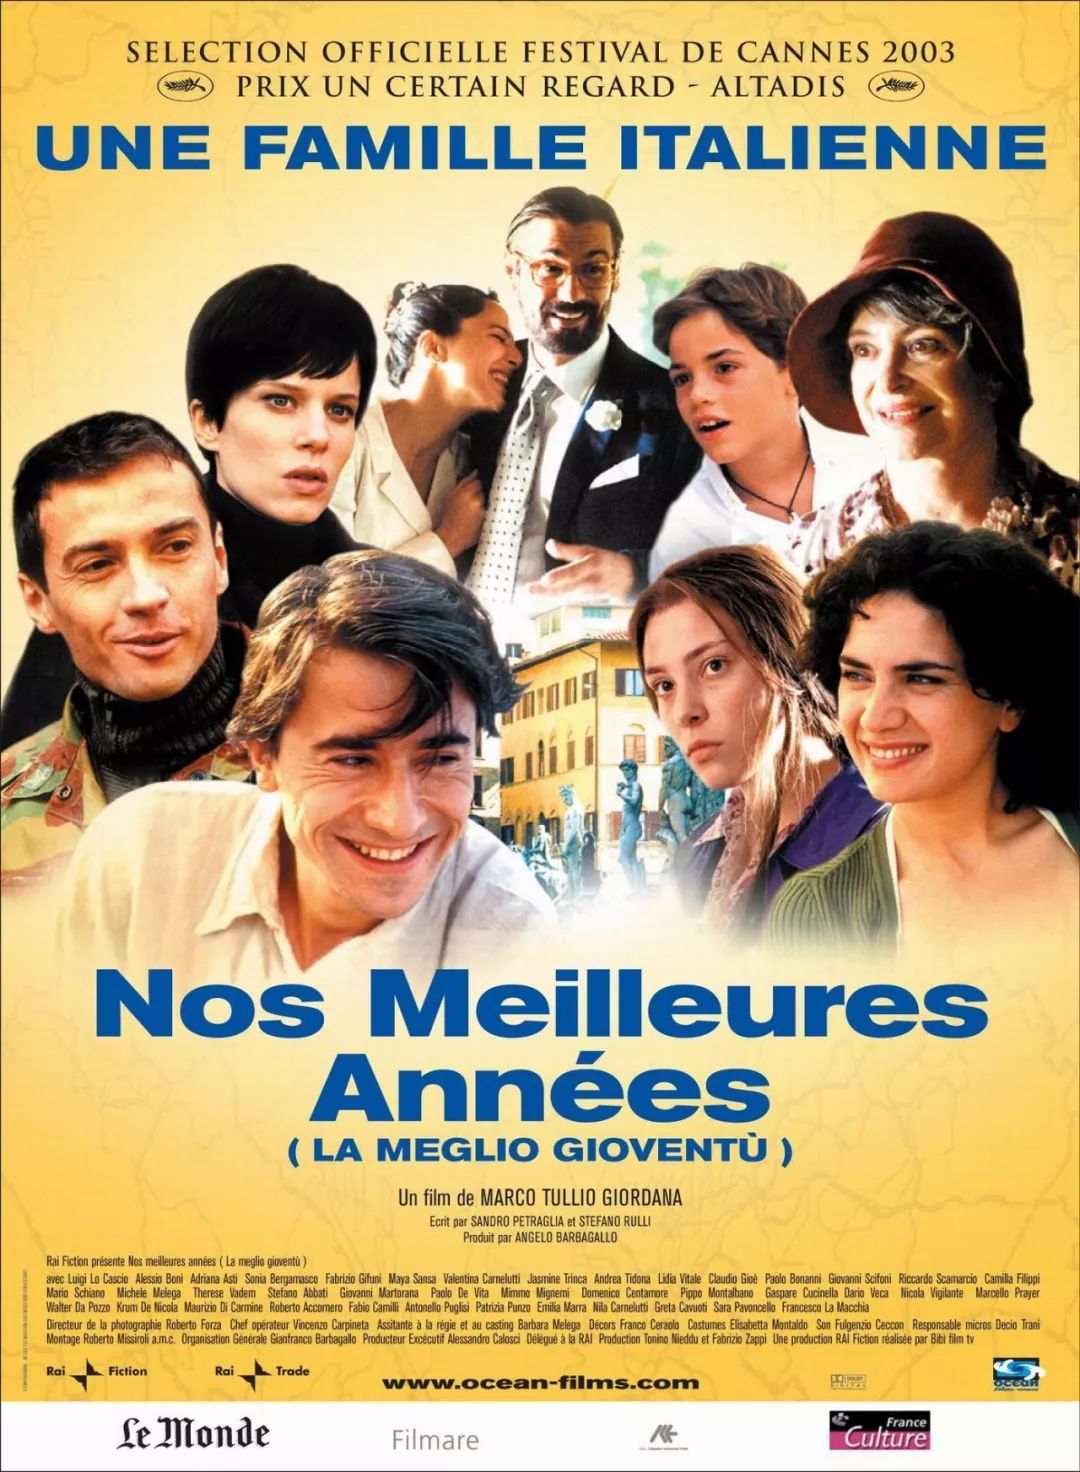 SELECTION OFFICIELLE FESTIVAL DE CANNES 2003
PRIX UN CERTAIN REGARD - ALTADIS
UNE FAMILLE ITALIENNE
NOS MEILLEURES
ANNÉES
( LA MEGLIO GIOVENTÙ )
Un film de MARCO TULLIO GIORDANA
Ecrit par SANDRO PETRAGLIA et STEFANO RULLI
Produit par ANGELO BARBAGALLO
Rai Fiction présente Nos meilleures années ( La meglio gioventù )
avec Luigi Lo Cascio Alessio Boni Adriana Asti Sonia Bergamasco Fabrizio Gifuni Maya Sansa Valentina Carnelutti Jasmine Trinca Andrea Tidona Lidia Vitale Claudio Gioè Paolo Bonanni Giovanni Scifoni Riccardo Scamarcio Camilla Filippi
Mario Schiano Michele Melega Therese Vadem Stefano Abbati Giovanni Martorana Paolo De Vita Mimmo Mignemi Domenico Centamore Pippo Montalbano Gaspare Cucinella Dario Veca Nicola Vigilante Marcello Prayer
Walter Da Pozzo Krum De Nicola Maurizio Di Carmine Roberto Accornero Fabio Camilli Antonello Puglisi Patrizia Punzo Emilia Marra Nila Carnelutti Greta Cavuoti Sara Pavoncello Francesco La Macchia
Directeur de la photographie Roberto Forza Chef opérateur Vincenzo Carpineta Assitante à la régie et au casting Barbara Melega Décors Franco Ceraolo Costumes Elisabetta Montaldo Son Fulgenzio Ceccon Responsable micros Decio Trani
Montage Roberto Missiroli a.m.c. Organisation Générale Gianfranco Barbagallo Producteur Excécutif Alessandro Calosci Délégué à la RAI Production Tonino Nieddu et Fabrizio Zappi Une production RAI Fiction réalisée par Bibì film tv
Rai Fiction
Rai Trade
www.ocean-films.com
DOLBY
DIGITAL
OCEAN
Le Monde
Filmare
France
Culture